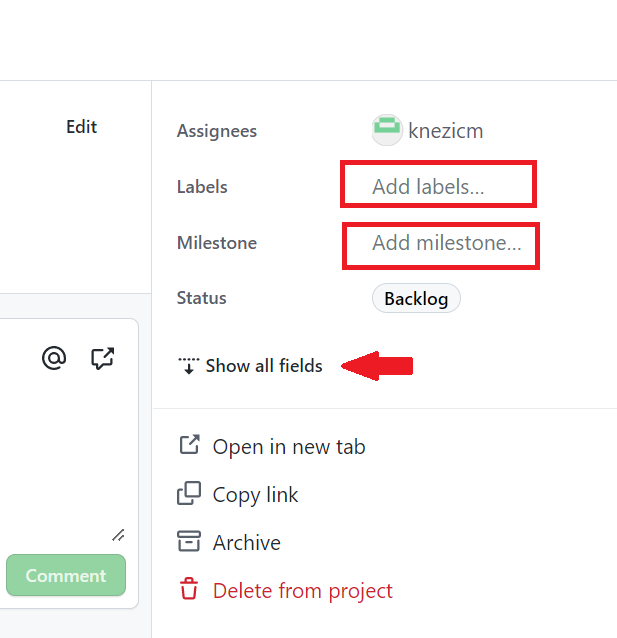 Edit
Assignees knezicm
Labels Add labels...
Milestone Add milestone...
Status Backlog
Show all fields
Open in new tab
Copy link
Archive
Comment
Delete from project